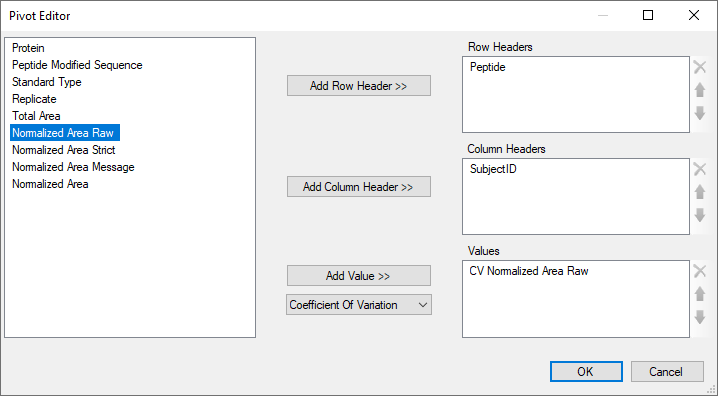 Pivot Editor
Protein
Peptide Modified Sequence
Standard Type
Replicate
Total Area
Normalized Area Raw
Normalized Area Strict
Normalized Area Message
Normalized Area
Add Row Header >>
Add Column Header >>
Add Value >>
Coefficient Of Variation
Row Headers
Peptide
Column Headers
SubjectID
Values
CV Normalized Area Raw
OK
Cancel